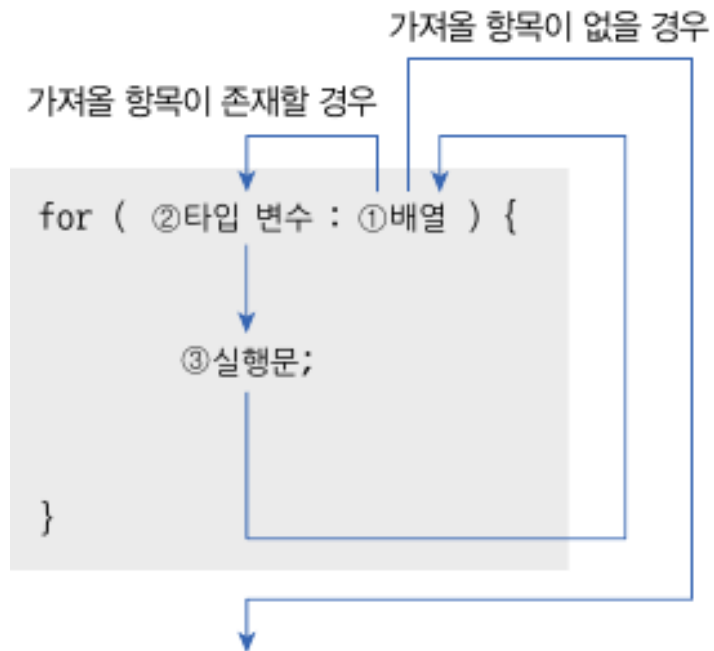 가져올 항목이 없을 경우
가져올 항목이 존재할 경우
for ( ②타입 변수 : ①배열 ) {
③실행문;
}